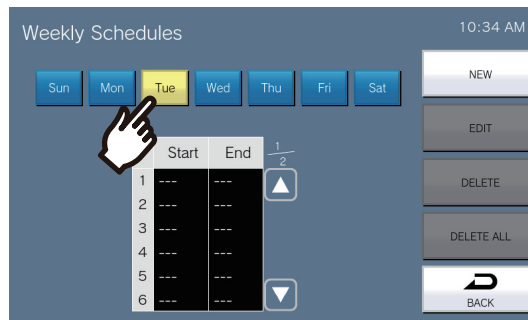 Weekly Schedules 10:34 AM
Sun Mon Tue Wed Thu Fri Sat
NEW
EDIT
DELETE
DELETE ALL
BACK
Start End 1/2
1 --- ---
2 --- ---
3 --- ---
4 --- ---
5 --- ---
6 --- ---